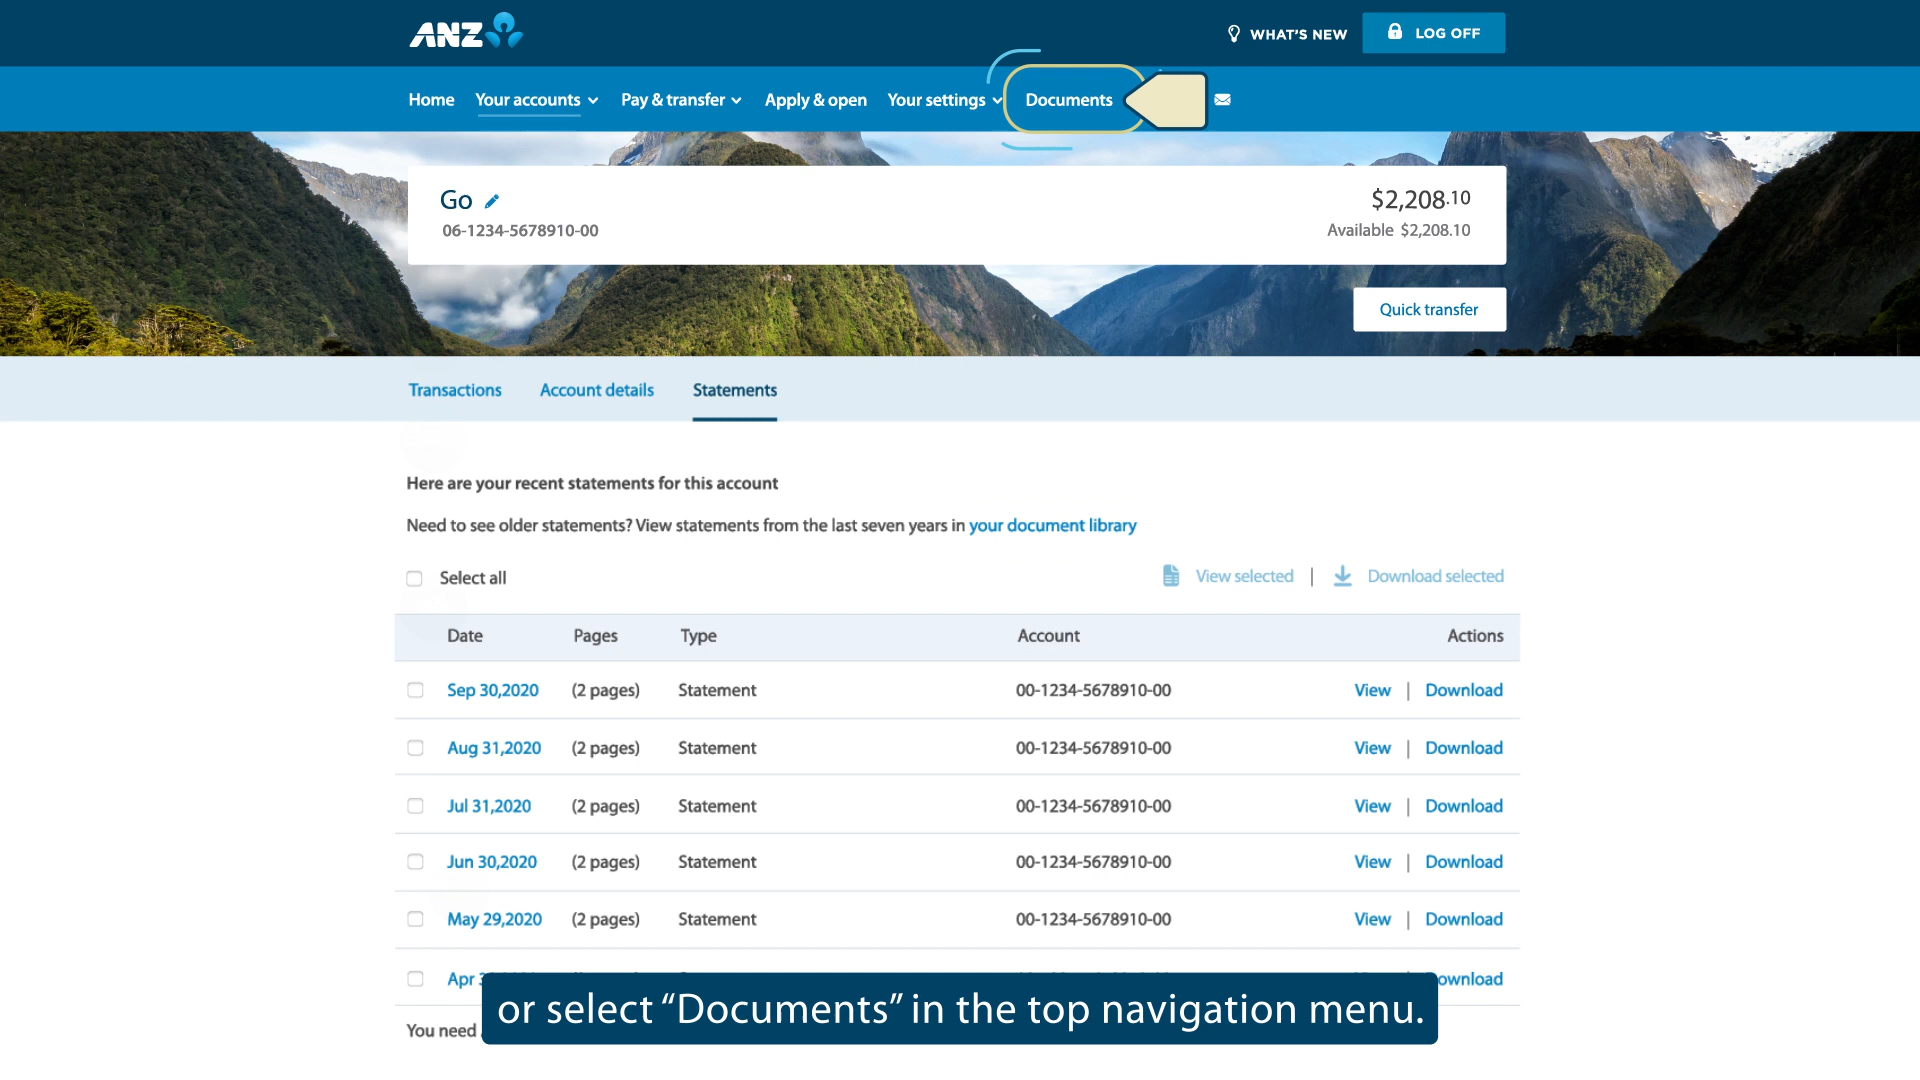 ANZ
WHAT'S NEW
LOG OFF
Home Your accounts Pay & transfer Apply & open Your settings Documents
Go
$2,208.10
06-1234-5678910-00
Available $2,208.10
Quick transfer
Transactions Account details Statements
Here are your recent statements for this account
Need to see older statements? View statements from the last seven years in your document library
Select all
View selected | Download selected
Date Pages Type Account Actions
Sep 30,2020 (2 pages) Statement 00-1234-5678910-00 View | Download
Aug 31,2020 (2 pages) Statement 00-1234-5678910-00 View | Download
Jul 31,2020 (2 pages) Statement 00-1234-5678910-00 View | Download
Jun 30,2020 (2 pages) Statement 00-1234-5678910-00 View | Download
May 29,2020 (2 pages) Statement 00-1234-5678910-00 View | Download
Apr
or select “Documents” in the top navigation menu.
You need